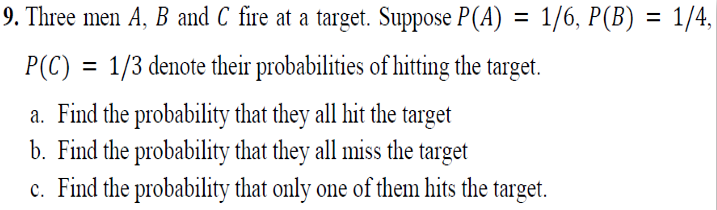 9. Three men A, B and C fire at a target. Suppose P(A) = 1/6, P(B) = 1/4,
P(C) = 1/3 denote their probabilities of hitting the target.
a. Find the probability that they all hit the target
b. Find the probability that they all miss the target
c. Find the probability that only one of them hits the target.